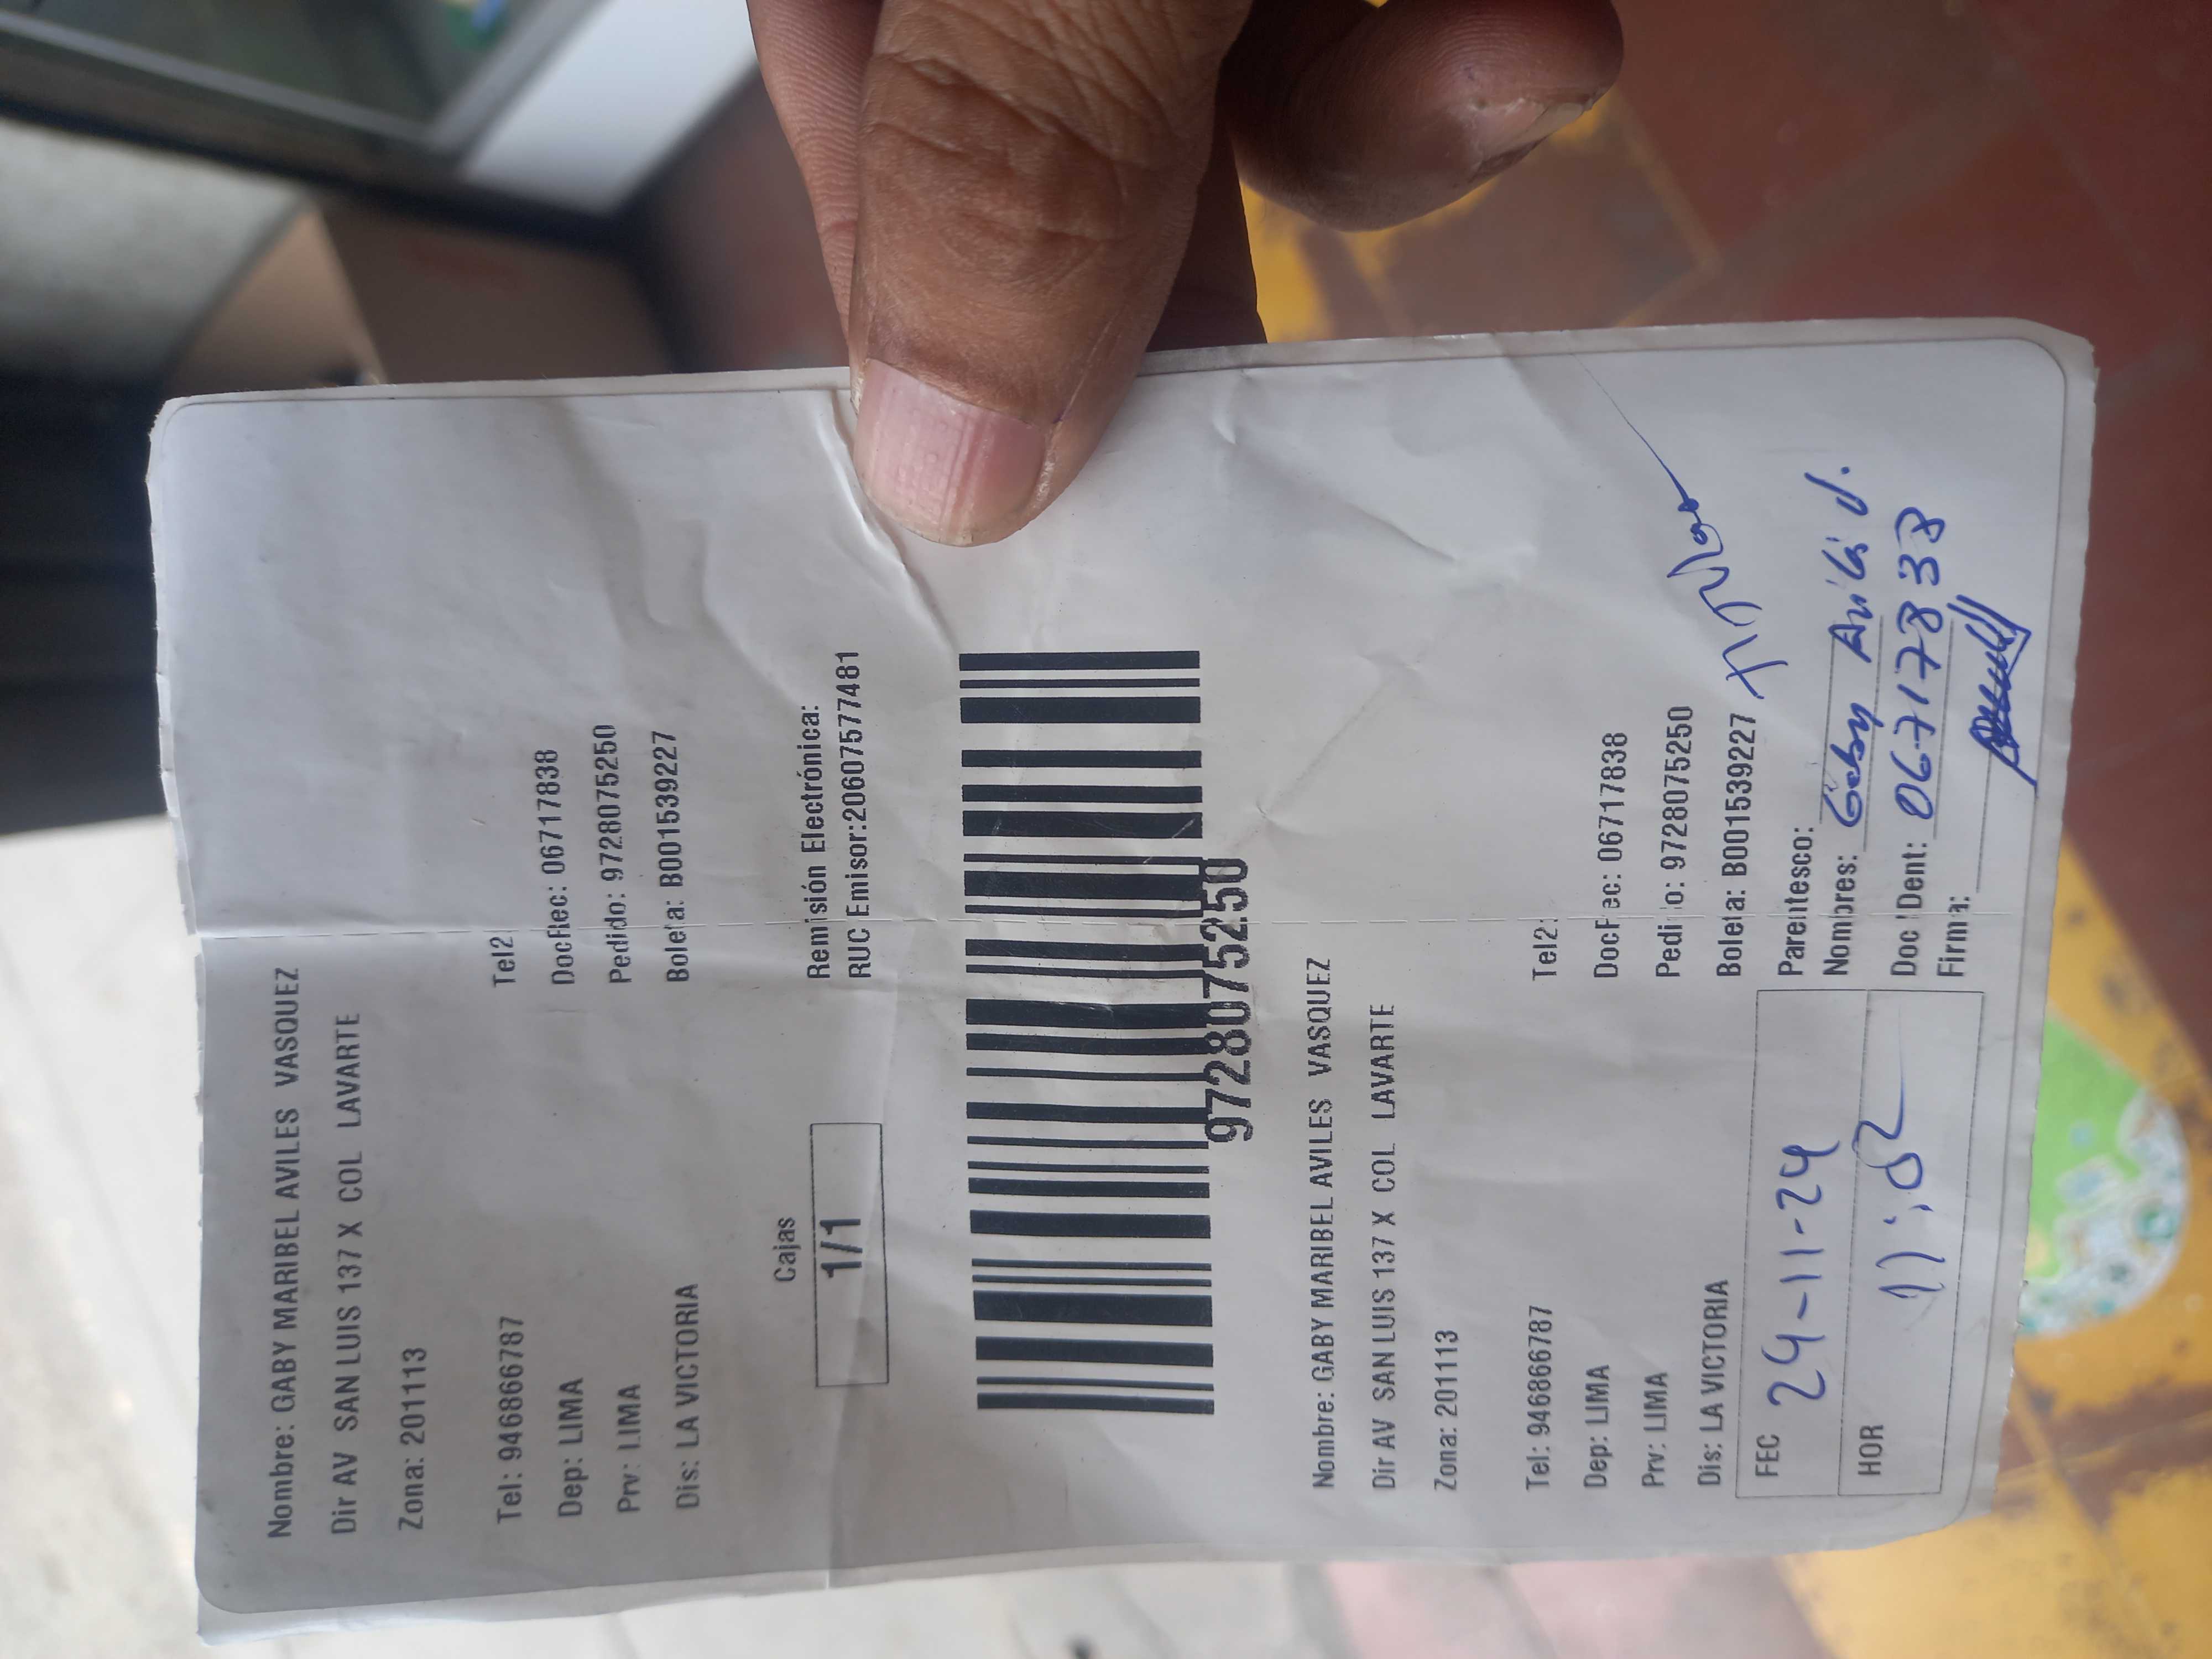 Nombre: GABY MARIBEL AVILES VASQUEZ
Dir AV SAN LUIS 137 X COL LAVARTE
Zona: 201113
Tel: 946866787 Tel2
Dep: LIMA DocRec: 06717838
Prv: LIMA Pedido: 9728075250
Dis: LA VICTORIA Boleta: B001539227
Cajas Remisión Electrónica:
1/1 RUC Emisor:20607577481
9728075250
Nombre: GABY MARIBEL AVILES VASQUEZ
Dir AV SAN LUIS 137 X COL LAVARTE
Zona: 201113
Tel: 946866787 Tel2:
Dep: LIMA DocRec: 06717838
Prv: LIMA Pedido: 9728075250
Dis: LA VICTORIA Boleta: B001539227
FEC 24-11-24 Parentesco:
Nombres: Gaby
HOR 11:02 Doc IDent: 06717838
Firma: